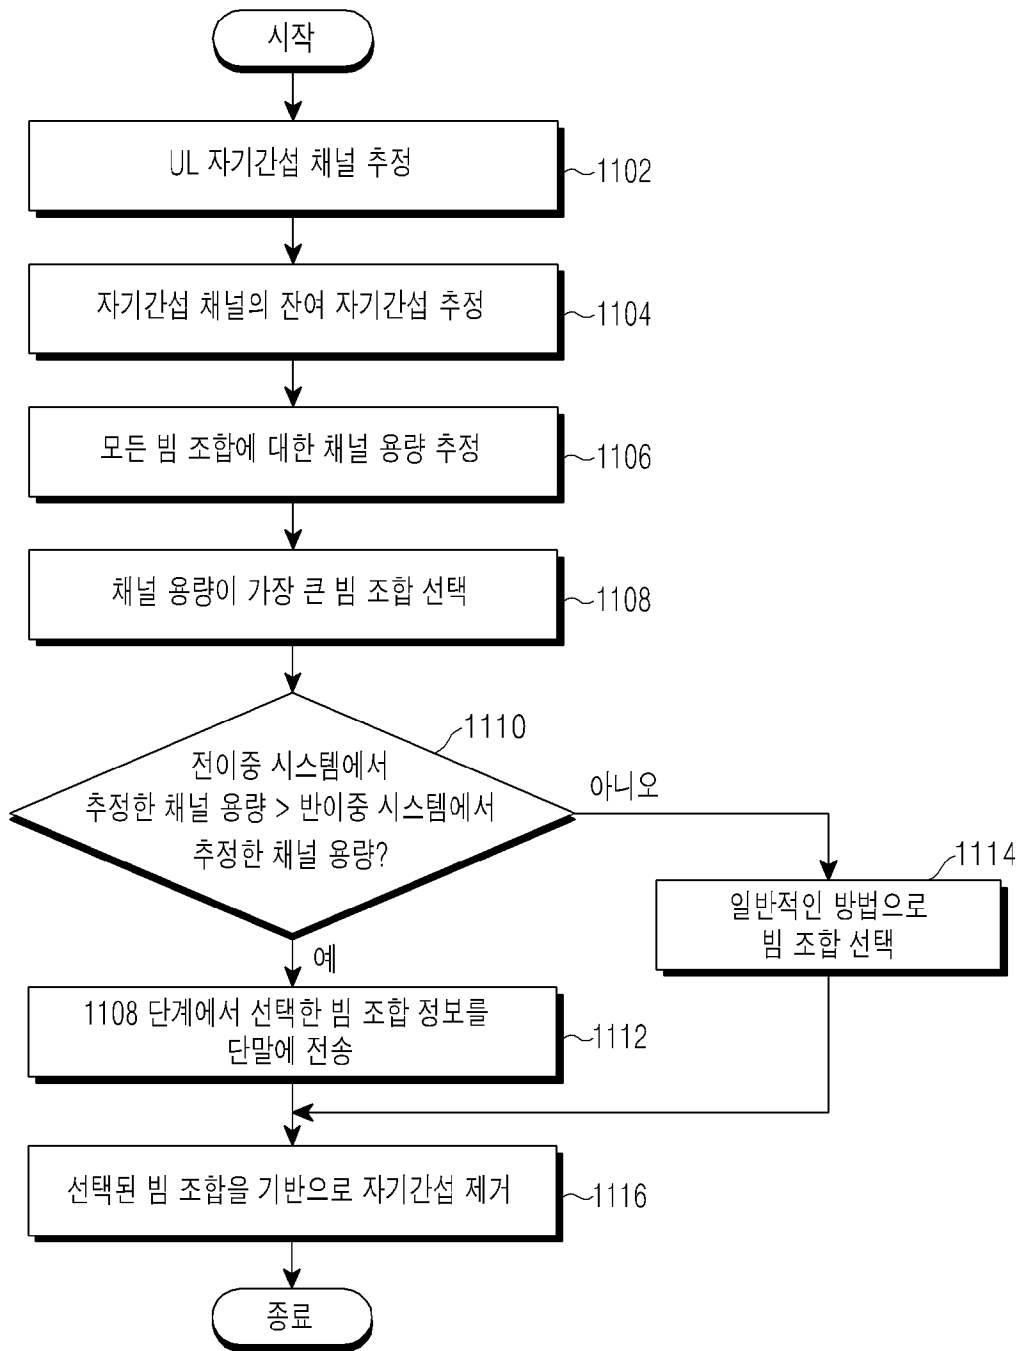 시작
UL 자기간섭 채널 추정
1102
자기간섭 채널의 잔여 자기간섭 추정
1104
모든 빔 조합에 대한 채널 용량 추정
1106
채널 용량이 가장 큰 빔 조합 선택
1108
1110
전이중 시스템에서
추정한 채널 용량 > 반이중 시스템에서
추정한 채널 용량?
아니오
1114
일반적인 방법으로
빔 조합 선택
예
1108 단계에서 선택한 빔 조합 정보를
단말에 전송
1112
선택된 빔 조합을 기반으로 자기간섭 제거
1116
종료